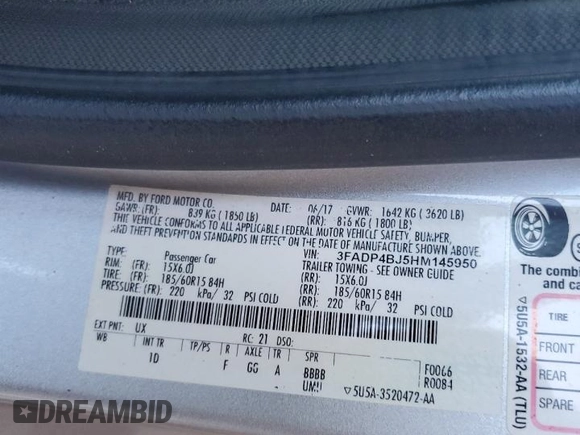 MFD. BY FORD MOTOR CO.
DATE: 06/17 GVWR: 1642 KG ( 3620 LB)
GAWR: (FR): 839 KG ( 1850 LB) (RR): 816 KG ( 1800 LB)
THIS VEHICLE CONFORMS TO ALL APPLICABLE FEDERAL MOTOR VEHICLE SAFETY, BUMPER,
AND THEFT PREVENTION STANDARDS IN EFFECT ON THE DATE OF MANUFACTURE SHOWN ABOVE.
VIN: 3FADP4BJ5HM145950
TYPE: Passenger Car TRAILER TOWING - SEE OWNER GUIDE
RIM: (FR): 15X6.0J (RR): 15X6.0J
TIRE: (FR): 185/60R15 84H (RR): 185/60R15 84H
PRESSURE: (FR): 220 kPa/ 32 PSI COLD (RR): 220 kPa/ 32 PSI COLD
EXT PNT: UX RC: 21 DSO:
WB INT TR TP/PS R AXLE TR SPR F0066
1D F GG A BBBB R0084
▽5U5A-3520472-AA
The combin
and ca
TIRE
FRONT
REAR
SPARE
▽5U5A-1532-AA (TLU)
DREAMBID